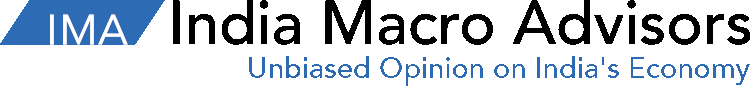 IMA India Macro Advisors
Unbiased Opinion on India's Economy